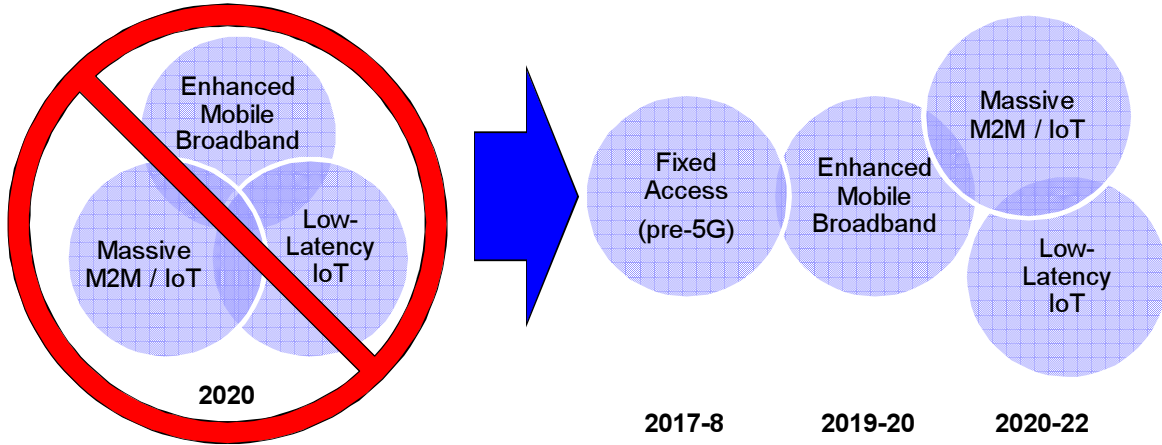 Enhanced
Mobile
Broadband
Massive
M2M / IoT
Low-
Latency
IoT
2020
Fixed
Access
(pre-5G)
Enhanced
Mobile
Broadband
Massive
M2M / IoT
Low-
Latency
IoT
2017-8
2019-20
2020-22